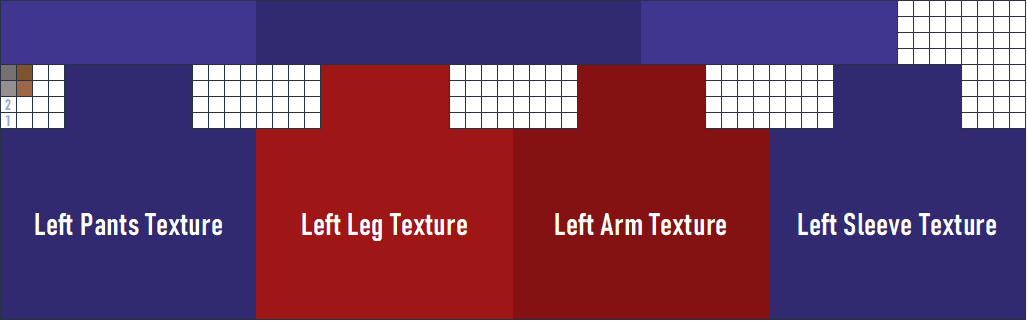 2
1
Left Pants Texture
Left Leg Texture
Left Arm Texture
Left Sleeve Texture